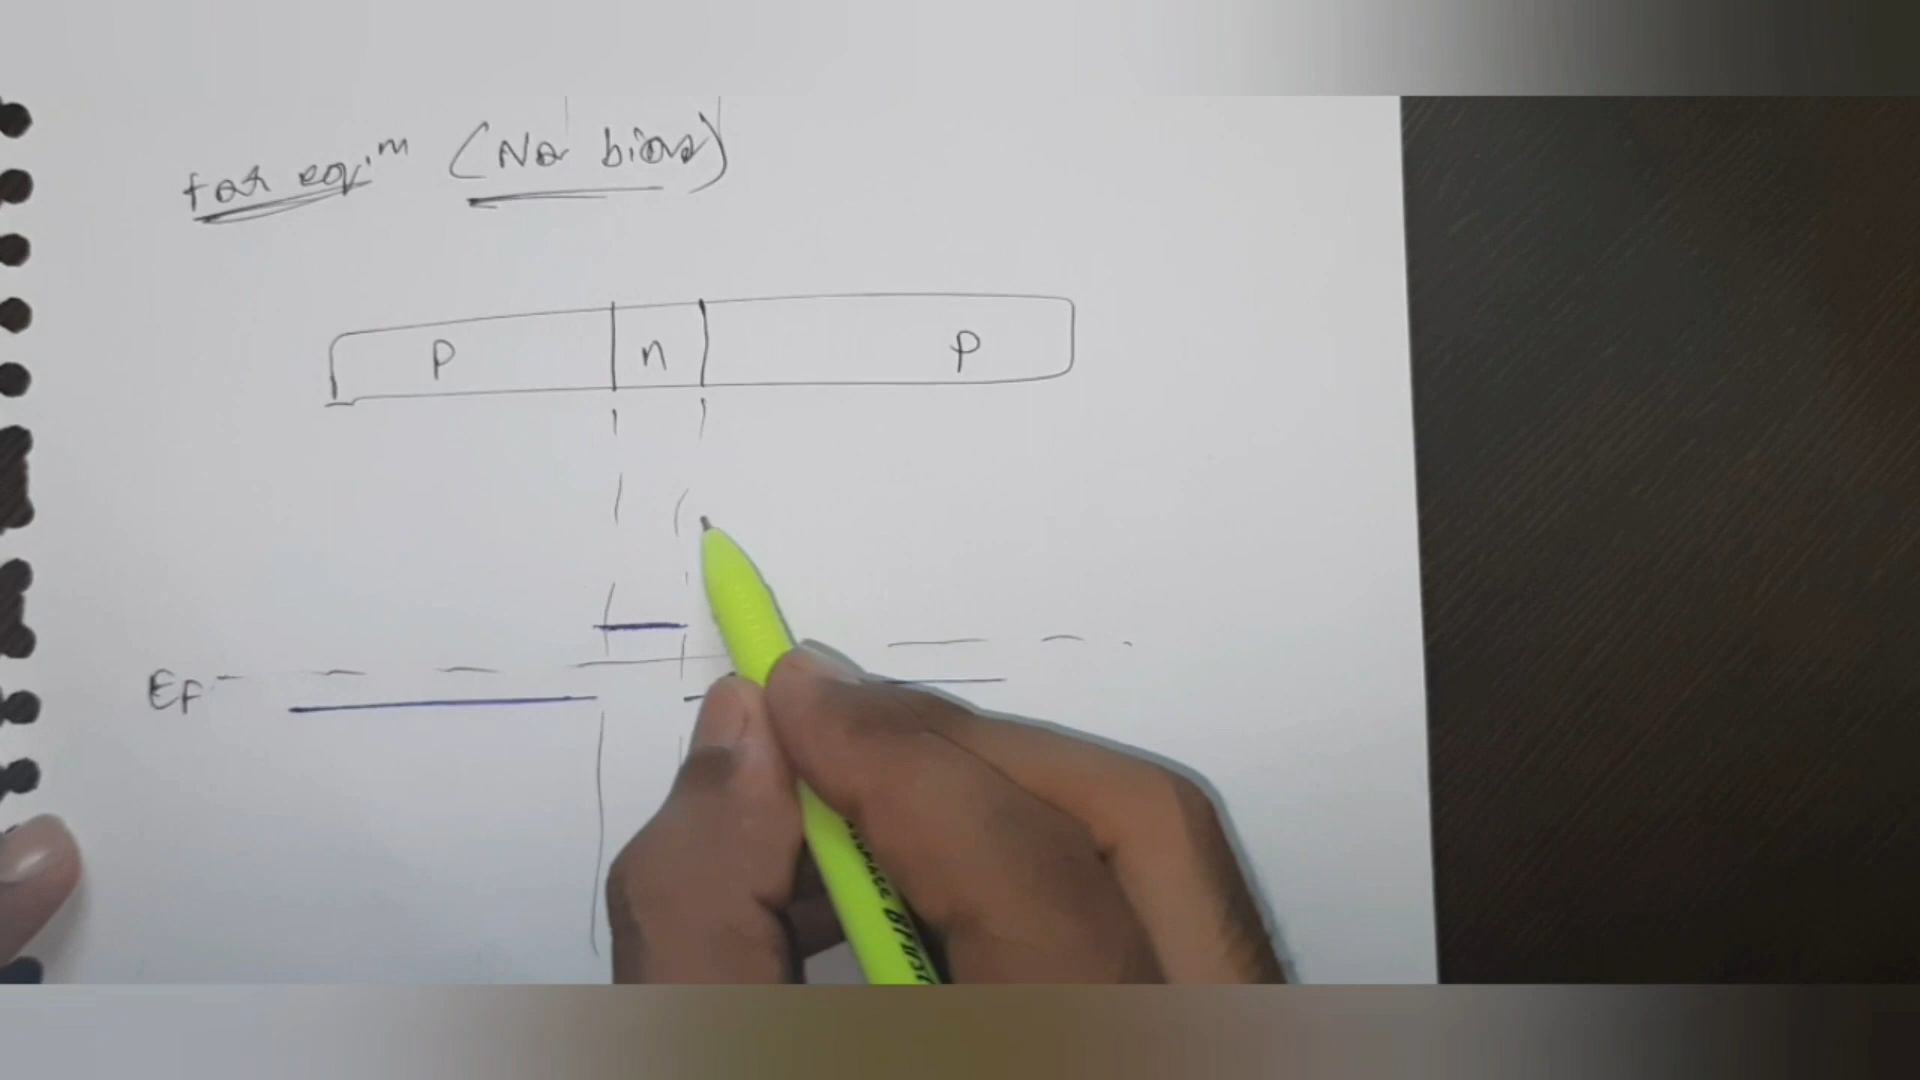 for eqi^m (No bias)
P n P
EF